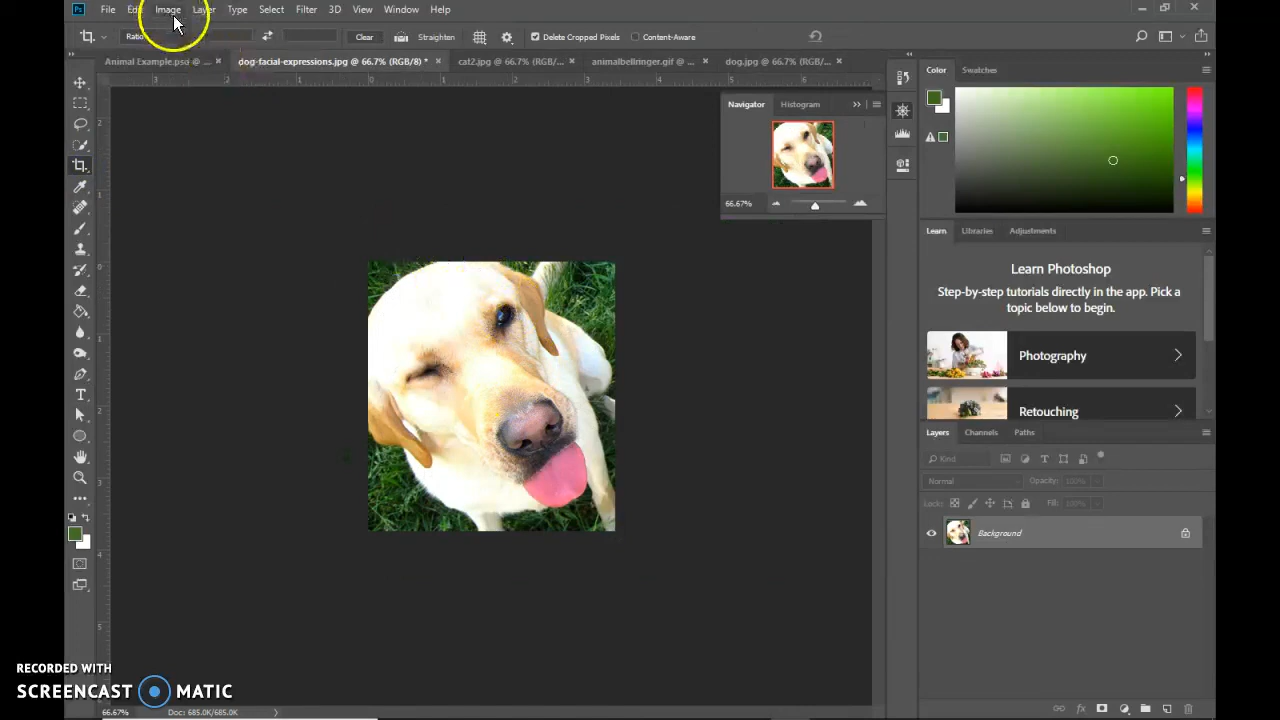 Ps File Edit Image Layer Type Select Filter 3D View Window Help
Ratio Clear Straighten Delete Cropped Pixels Content-Aware
Animal Example.psd @ ... × dog-facial-expressions.jpg @ 66.7% (RGB/8) * × cat2.jpg @ 66.7% (RGB/... × animalbellringer.gif @ ... × dog.jpg @ 66.7% (RGB/8... ×
Navigator Histogram
66.67%
Color Swatches
Learn Libraries Adjustments
Learn Photoshop
Step-by-step tutorials directly in the app. Pick a
topic below to begin.
Photography
Retouching
Layers Channels Paths
Kind
Normal Opacity: 100%
Lock: Fill: 100%
Background
RECORDED WITH
SCREENCAST MATIC
66.67% Doc: 685.0K/685.0K